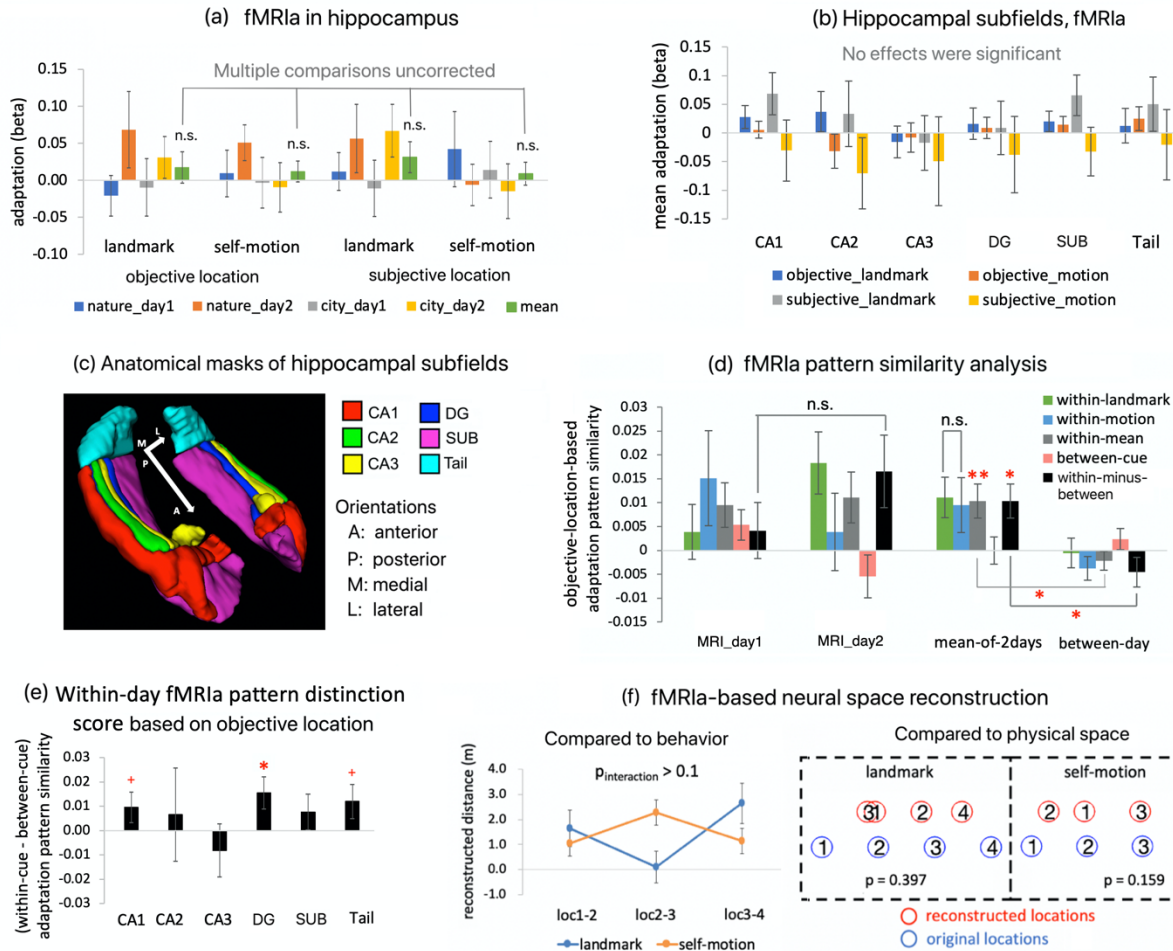 (a) fMRIa in hippocampus
Multiple comparisons uncorrected
adaptation (beta)
0.15
0.10
0.05
0.00
-0.05
-0.10
n.s.
n.s.
n.s.
n.s.
landmark self-motion landmark self-motion
objective location subjective location
nature_day1 nature_day2 city_day1 city_day2 mean
(b) Hippocampal subfields, fMRIa
No effects were significant
mean adaptation (beta)
0.15
0.1
0.05
0
-0.05
-0.1
-0.15
CA1 CA2 CA3 DG SUB Tail
objective_landmark objective_motion
subjective_landmark subjective_motion
(c) Anatomical masks of hippocampal subfields
L
M
P
A
CA1 DG
CA2 SUB
CA3 Tail
Orientations
A: anterior
P: posterior
M: medial
L: lateral
(d) fMRIa pattern similarity analysis
objective-location-based
adaptation pattern similarity
0.03
0.025
0.02
0.015
0.01
0.005
0
-0.005
-0.01
-0.015
n.s.
n.s.
**
*
*
*
within-landmark
within-motion
within-mean
between-cue
within-minus-
between
MRI_day1 MRI_day2 mean-of-2days between-day
(e) Within-day fMRIa pattern distinction
score based on objective location
(within-cue - between-cue)
adaptation pattern similarity
0.03
0.02
0.01
0.00
-0.01
-0.02
0.03
+ * +
CA1 CA2 CA3 DG SUB Tail
(f) fMRIa-based neural space reconstruction
Compared to behavior
reconstructed distance (m)
4.0
3.0
2.0
1.0
0.0
-1.0
pinteraction > 0.1
loc1-2 loc2-3 loc3-4
landmark self-motion
Compared to physical space
landmark self-motion
3 1 2 4 2 1 3
1 2 3 4 1 2 3
p = 0.397 p = 0.159
reconstructed locations
original locations